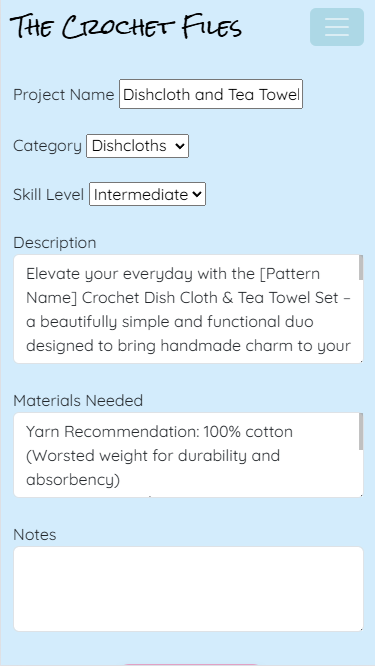 The Crochet Files
Project Name Dishcloth and Tea Towel
Category Dishcloths
Skill Level Intermediate
Description
Elevate your everyday with the [Pattern
Name] Crochet Dish Cloth & Tea Towel Set –
a beautifully simple and functional duo
designed to bring handmade charm to your
Materials Needed
Yarn Recommendation: 100% cotton
(Worsted weight for durability and
absorbency)
Notes